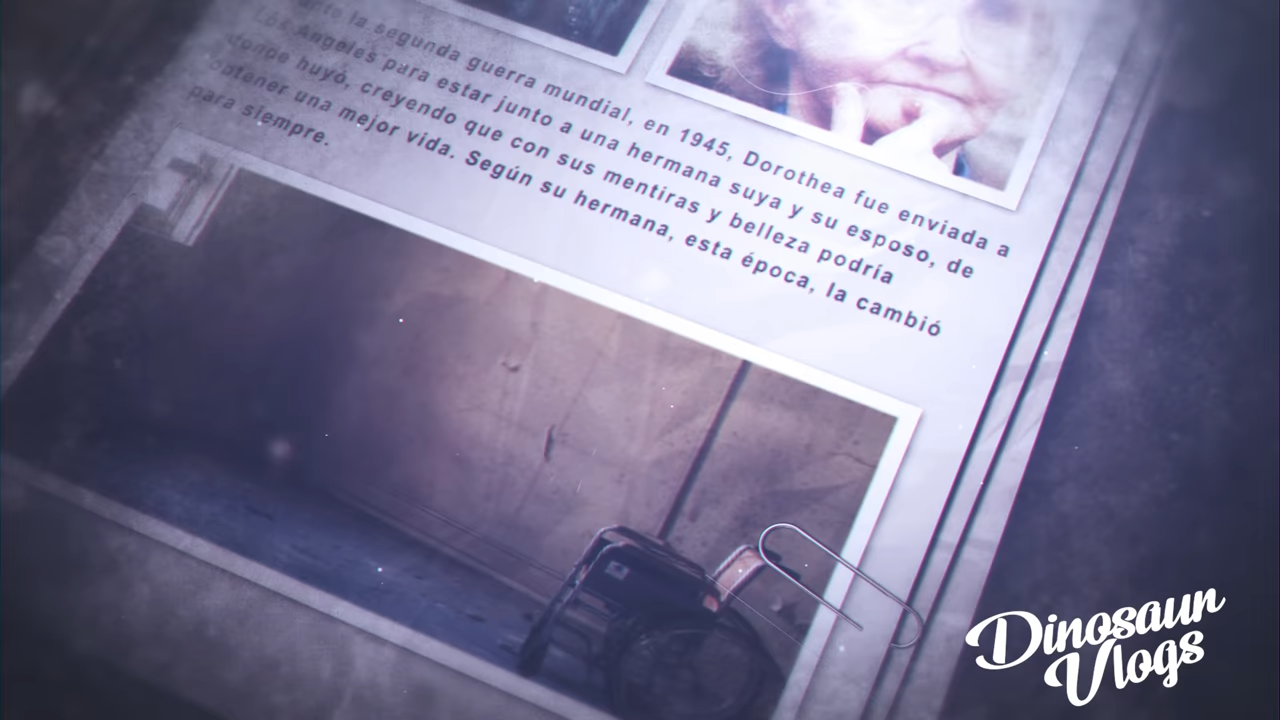 la segunda guerra mundial, en 1945, Dorothea fue enviada a
Los Angeles para estar junto a una hermana suya y su esposo, de
donde huyó, creyendo que con sus mentiras y belleza podría
obtener una mejor vida. Según su hermana, esta época, la cambió
para siempre.
Dinosaur
Vlogs